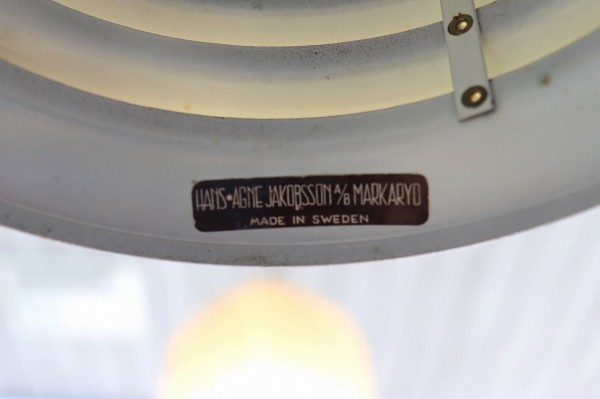 HANS•AGNE JAKOBSSON A/B MARKARYD
MADE IN SWEDEN